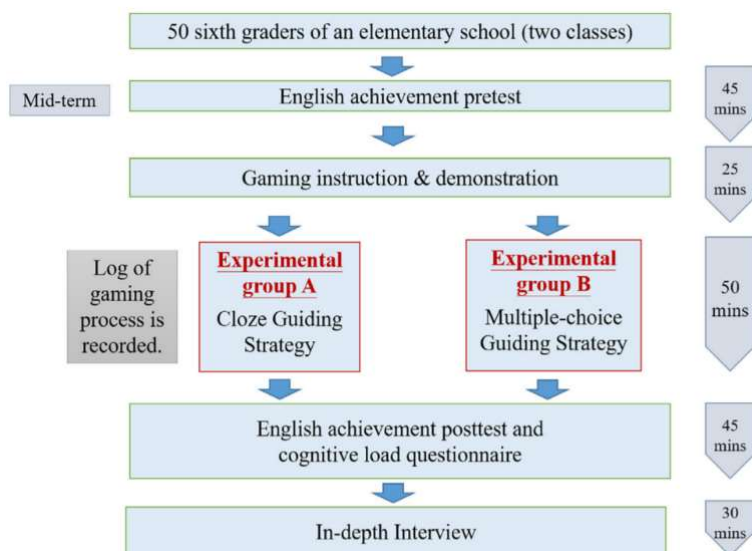 50 sixth graders of an elementary school (two classes)
Mid-term
English achievement pretest
45
mins
Gaming instruction & demonstration
25
mins
Log of
gaming
process is
recorded.
Experimental
group A
Cloze Guiding
Strategy
Experimental
group B
Multiple-choice
Guiding Strategy
50
mins
English achievement posttest and
cognitive load questionnaire
45
mins
In-depth Interview
30
mins